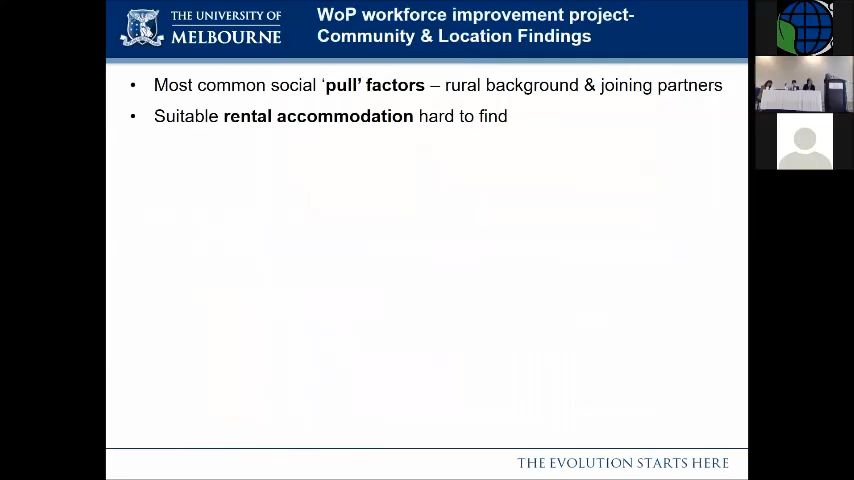 THE UNIVERSITY OF
MELBOURNE
WoP workforce improvement project-
Community & Location Findings
• Most common social ‘pull’ factors – rural background & joining partners
• Suitable rental accommodation hard to find
THE EVOLUTION STARTS HERE